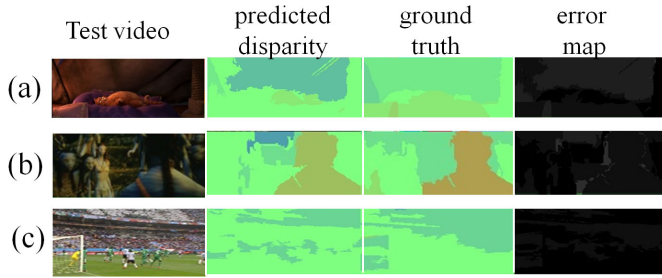 Test video
predicted
disparity
ground
truth
error
map
(a)
(b)
(c)